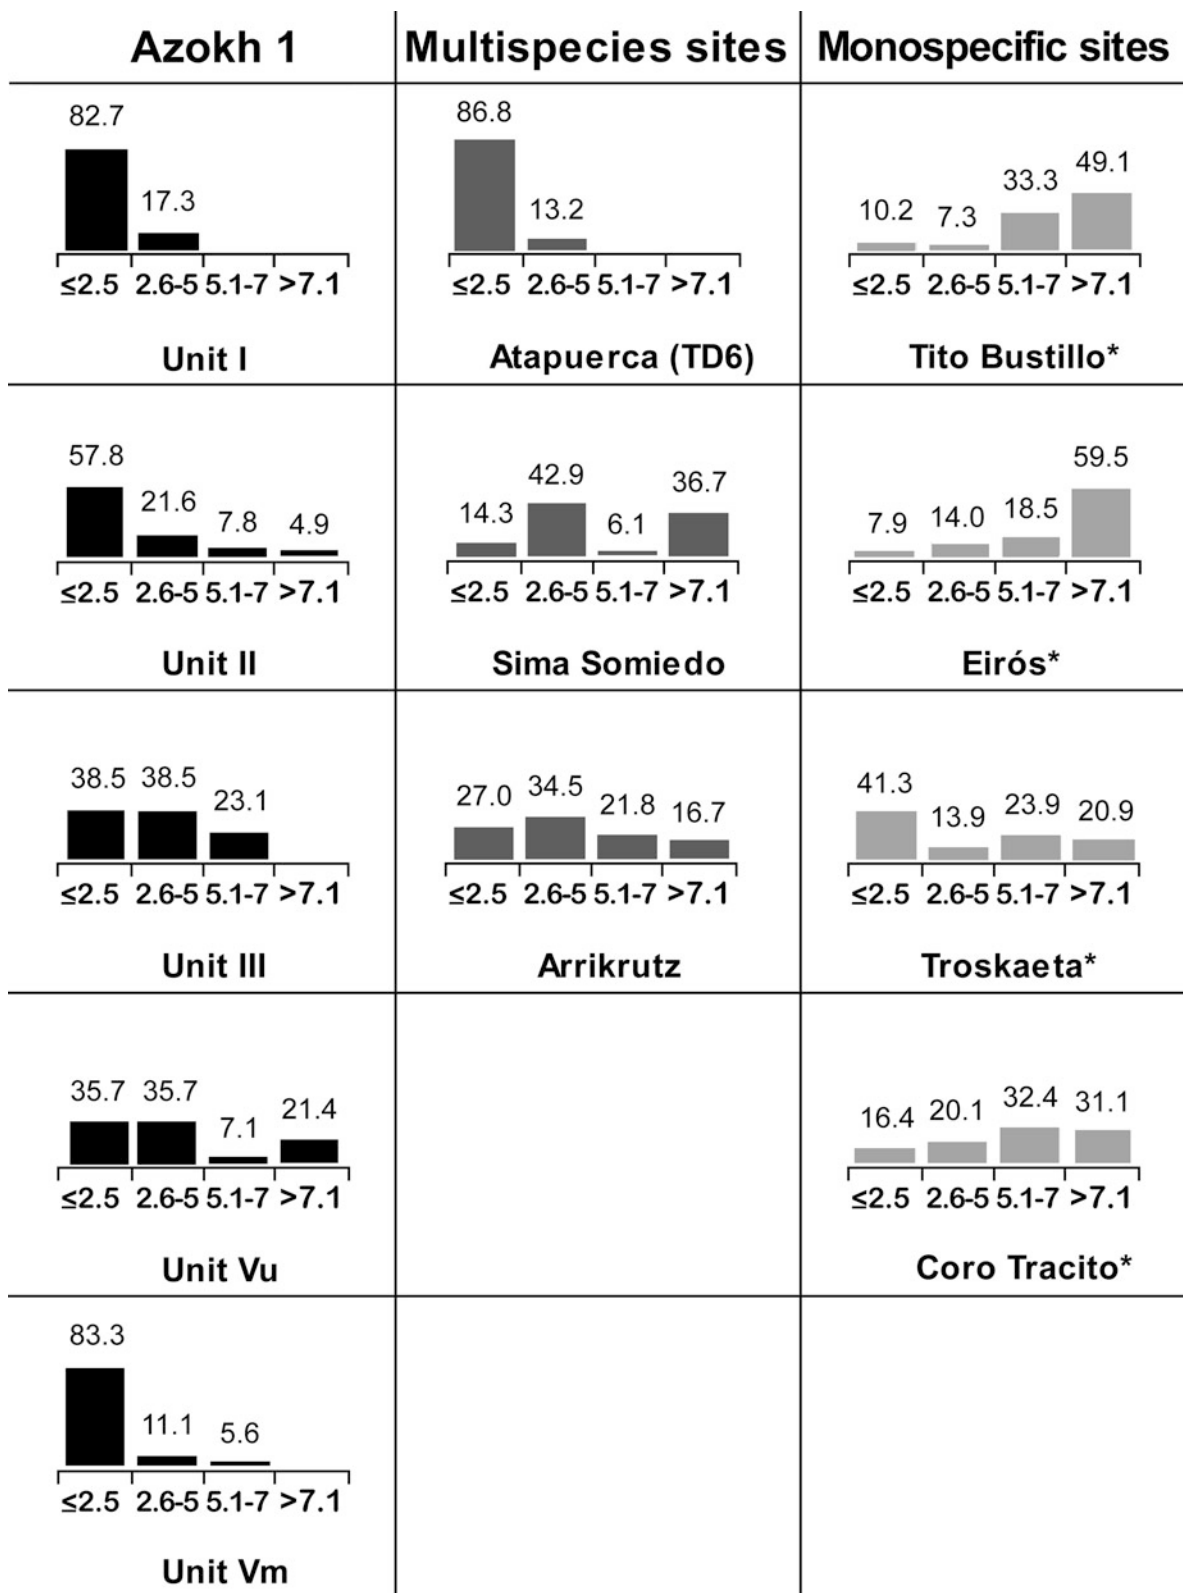 Azokh 1 Multispecies sites Monospecific sites
82.7 17.3
≤2.5 2.6-5 5.1-7 >7.1
Unit I
86.8 13.2
≤2.5 2.6-5 5.1-7 >7.1
Atapuerca (TD6)
10.2 7.3 33.3 49.1
≤2.5 2.6-5 5.1-7 >7.1
Tito Bustillo*
57.8 21.6 7.8 4.9
≤2.5 2.6-5 5.1-7 >7.1
Unit II
14.3 42.9 6.1 36.7
≤2.5 2.6-5 5.1-7 >7.1
Sima Somiedo
7.9 14.0 18.5 59.5
≤2.5 2.6-5 5.1-7 >7.1
Eirós*
38.5 38.5 23.1
≤2.5 2.6-5 5.1-7 >7.1
Unit III
27.0 34.5 21.8 16.7
≤2.5 2.6-5 5.1-7 >7.1
Arrikrutz
41.3 13.9 23.9 20.9
≤2.5 2.6-5 5.1-7 >7.1
Troskaeta*
35.7 35.7 7.1 21.4
≤2.5 2.6-5 5.1-7 >7.1
Unit Vu
16.4 20.1 32.4 31.1
≤2.5 2.6-5 5.1-7 >7.1
Coro Tracito*
83.3 11.1 5.6
≤2.5 2.6-5 5.1-7 >7.1
Unit Vm